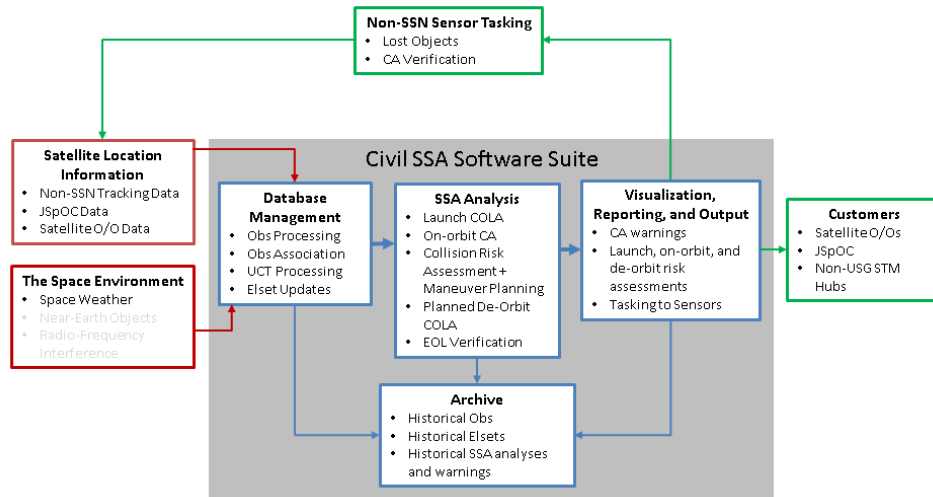 Non-SSN Sensor Tasking
• Lost Objects
• CA Verification
Satellite Location
Information
• Non-SSN Tracking Data
• JSpOC Data
• Satellite O/O Data
The Space Environment
• Space Weather
• Near-Earth Objects
• Radio-Frequency
Interference
Civil SSA Software Suite
Database
Management
• Obs Processing
• Obs Association
• UCT Processing
• Elset Updates
SSA Analysis
• Launch COLA
• On-orbit CA
• Collision Risk
Assessment +
Maneuver Planning
• Planned De-Orbit
COLA
• EOL Verification
Visualization,
Reporting, and Output
• CA warnings
• Launch, on-orbit, and
de-orbit risk
assessments
• Tasking to Sensors
Customers
• Satellite O/Os
• JSpOC
• Non-USG STM
Hubs
Archive
• Historical Obs
• Historical Elsets
• Historical SSA analyses
and warnings